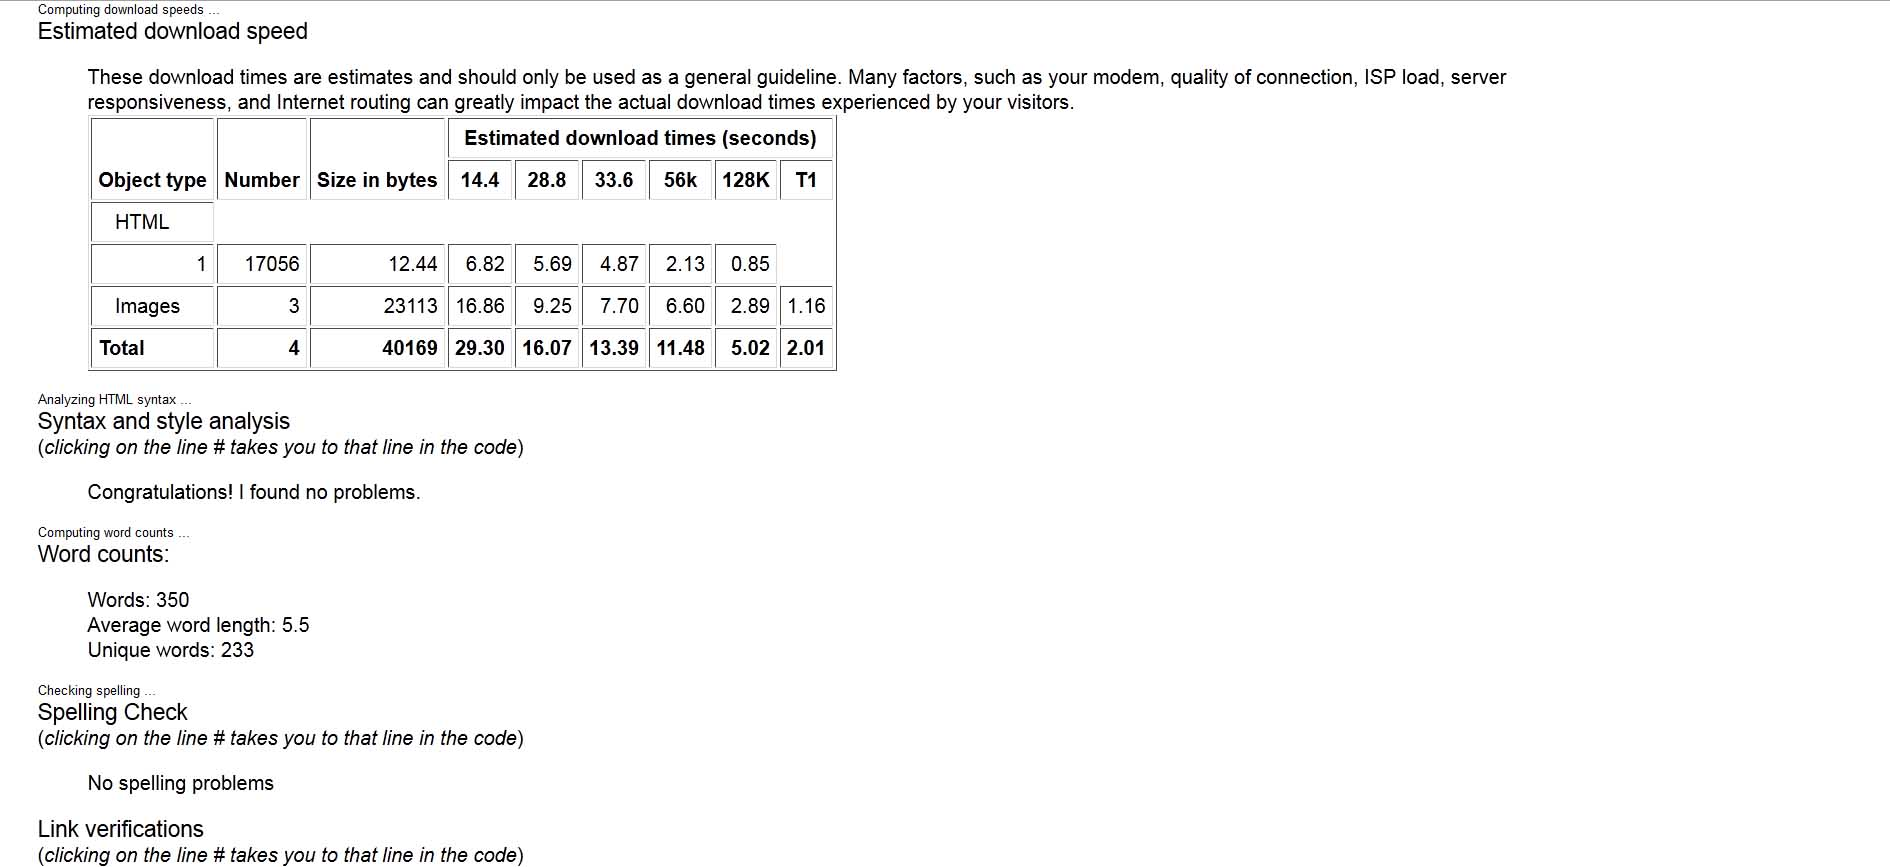 Computing download speeds ...
Estimated download speed
These download times are estimates and should only be used as a general guideline. Many factors, such as your modem, quality of connection, ISP load, server
responsiveness, and Internet routing can greatly impact the actual download times experienced by your visitors.
Estimated download times (seconds)
Object type Number Size in bytes 14.4 28.8 33.6 56k 128K T1
HTML
1 17056 12.44 6.82 5.69 4.87 2.13 0.85
Images 3 23113 16.86 9.25 7.70 6.60 2.89 1.16
Total 4 40169 29.30 16.07 13.39 11.48 5.02 2.01
Analyzing HTML syntax ...
Syntax and style analysis
(clicking on the line # takes you to that line in the code)
Congratulations! I found no problems.
Computing word counts ...
Word counts:
Words: 350
Average word length: 5.5
Unique words: 233
Checking spelling ...
Spelling Check
(clicking on the line # takes you to that line in the code)
No spelling problems
Link verifications
(clicking on the line # takes you to that line in the code)